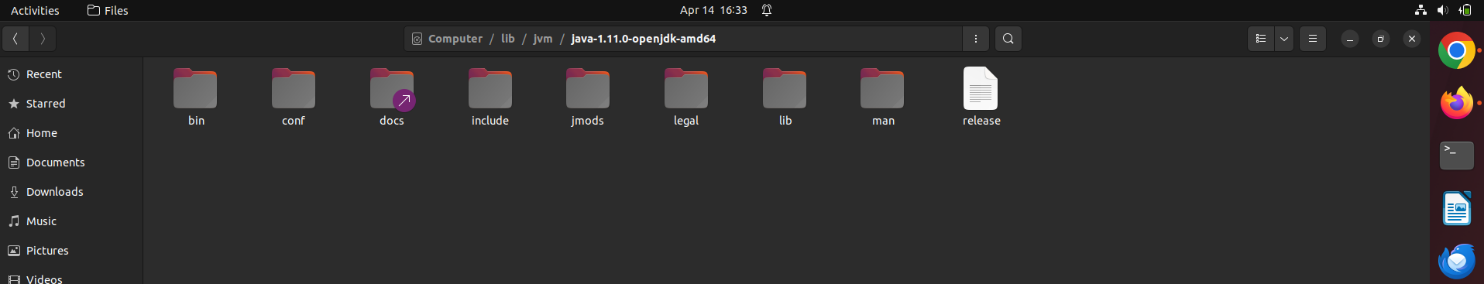 Activities Files Apr 14 16:33
Computer / lib / jvm / java-1.11.0-openjdk-amd64
Recent
Starred
Home
Documents
Downloads
Music
Pictures
Videos
bin conf docs include jmods legal lib man release
>_